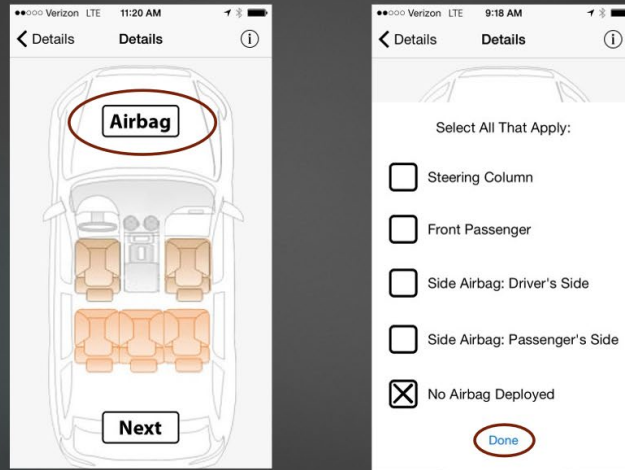 ●●○○○ Verizon LTE 11:20 AM
Details Details
Airbag
Next
●●○○○ Verizon LTE 9:18 AM
Details Details
Select All That Apply:
Steering Column
Front Passenger
Side Airbag: Driver's Side
Side Airbag: Passenger's Side
No Airbag Deployed
Done